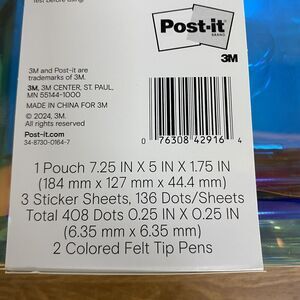 test before using.
Post-it
BRAND
3M
3M and Post-it are
trademarks of 3M.
3M, 3M CENTER, ST. PAUL,
MN 55144-1000
MADE IN CHINA FOR 3M
© 2024, 3M.
All rights reserved
Post-it.com
34-8730-0164-7
0 76308 42916 4
1 Pouch 7.25 IN X 5 IN X 1.75 IN
(184 mm x 127 mm x 44.4 mm)
3 Sticker Sheets, 136 Dots/Sheets
Total 408 Dots 0.25 IN X 0.25 IN
(6.35 mm x 6.35 mm)
2 Colored Felt Tip Pens